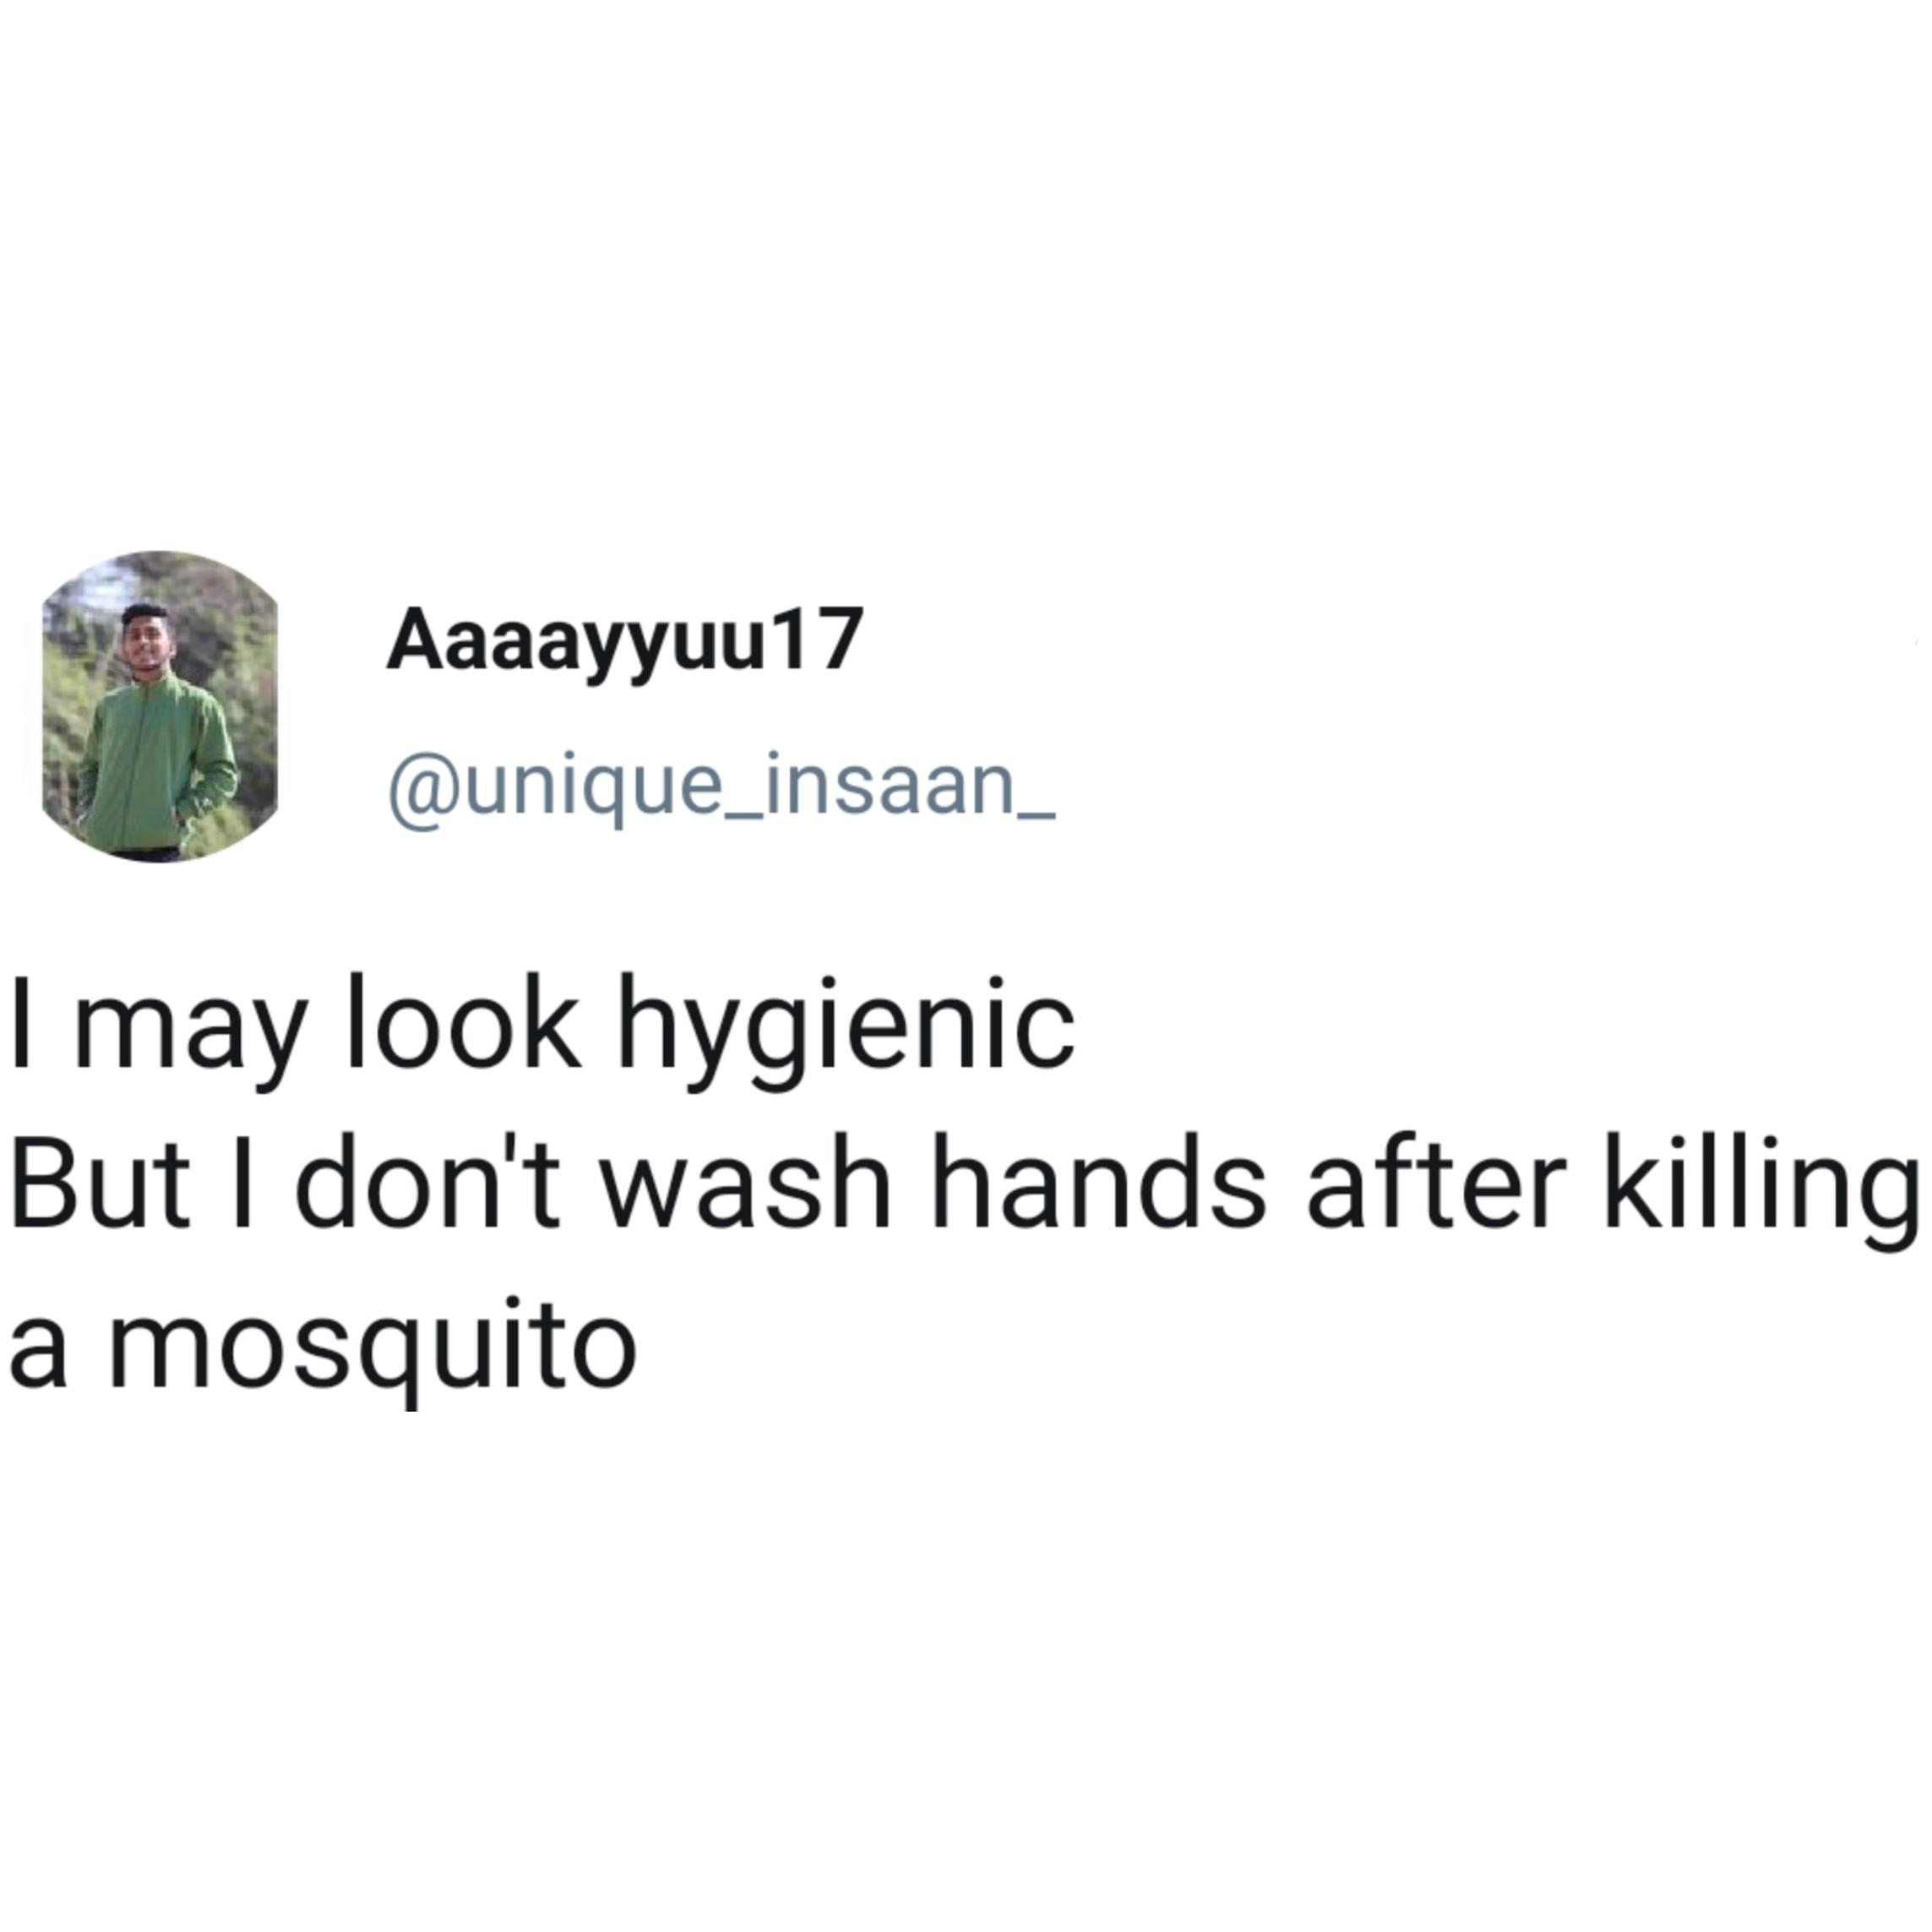 Aaaayyuu17
@unique_insaan_
I may look hygienic
But I don't wash hands after killing
a mosquito